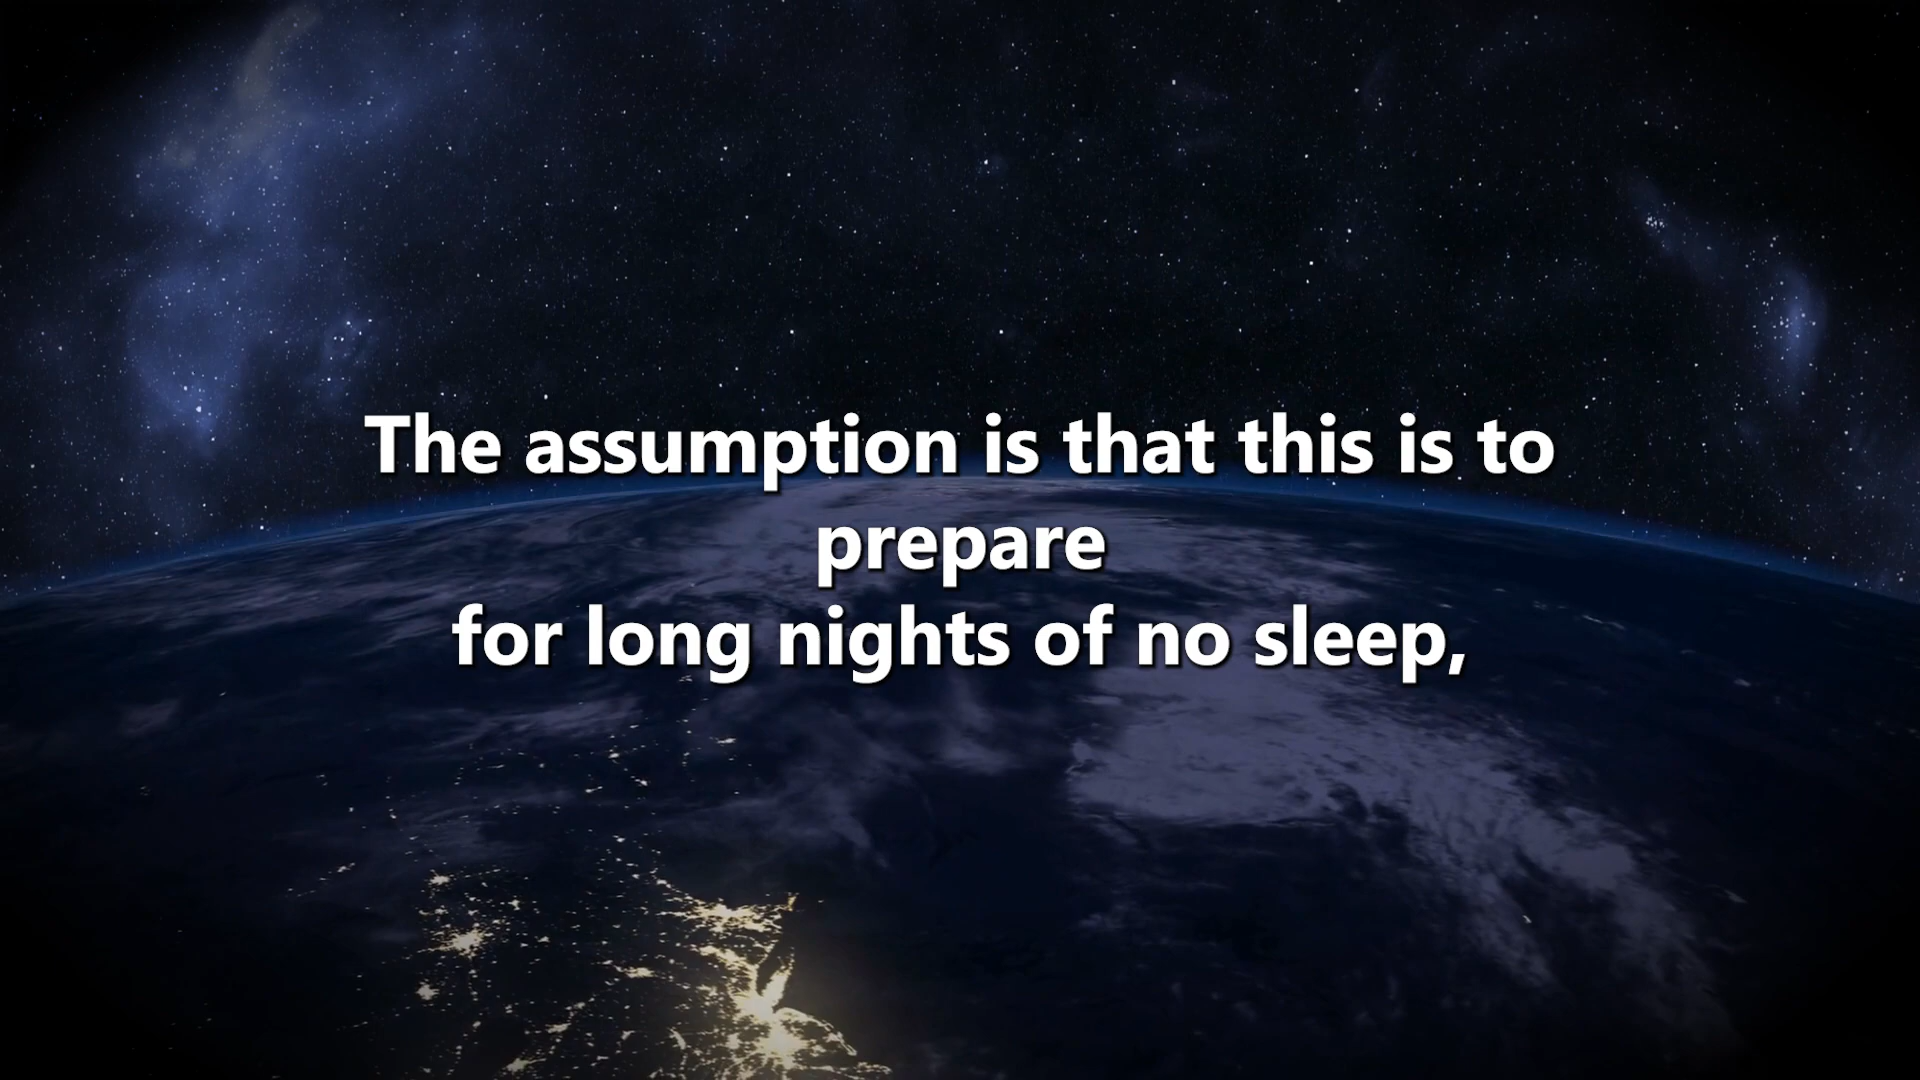 The assumption is that this is to
prepare
for long nights of no sleep,